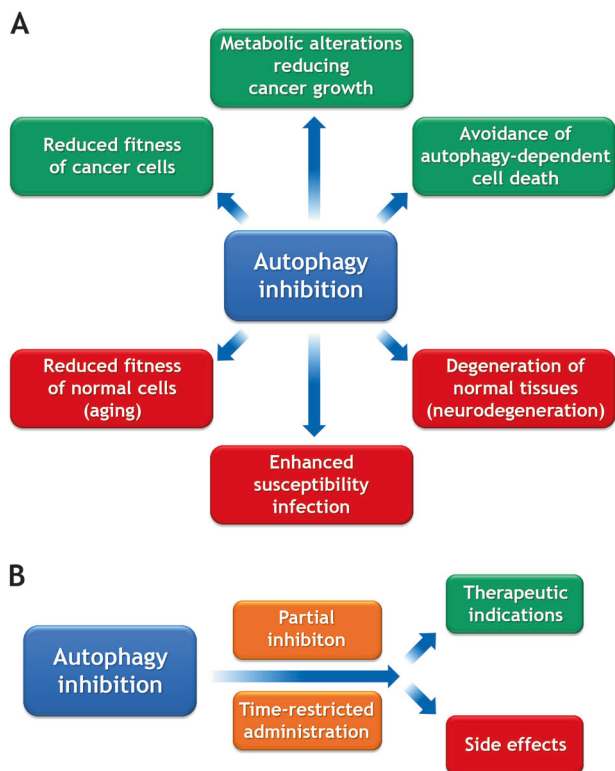 A
Metabolic alterations
reducing
cancer growth
Reduced fitness
of cancer cells
Avoidance of
autophagy-dependent
cell death
Autophagy
inhibition
Reduced fitness
of normal cells
(aging)
Degeneration of
normal tissues
(neurodegeneration)
Enhanced
susceptibility
infection
B
Autophagy
inhibition
Partial
inhibiton
Time-restricted
administration
Therapeutic
indications
Side effects